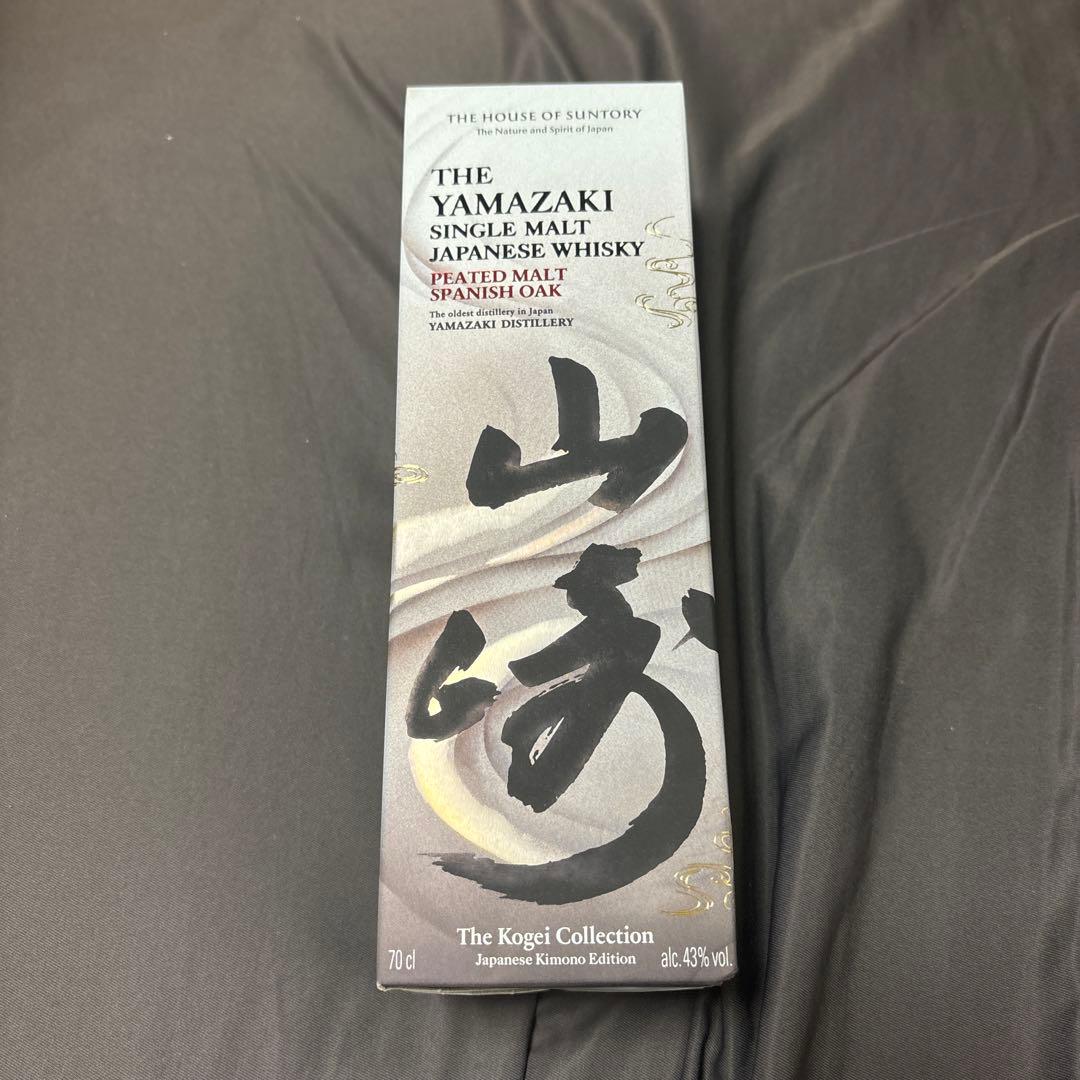 THE HOUSE OF SUNTORY
The Nature and Spirit of Japan
THE
YAMAZAKI
SINGLE MALT
JAPANESE WHISKY
PEATED MALT
SPANISH OAK
The oldest distillery in Japan
YAMAZAKI DISTILLERY
山
崎
The Kogei Collection
Japanese Kimono Edition
70 cl
alc.43% vol.